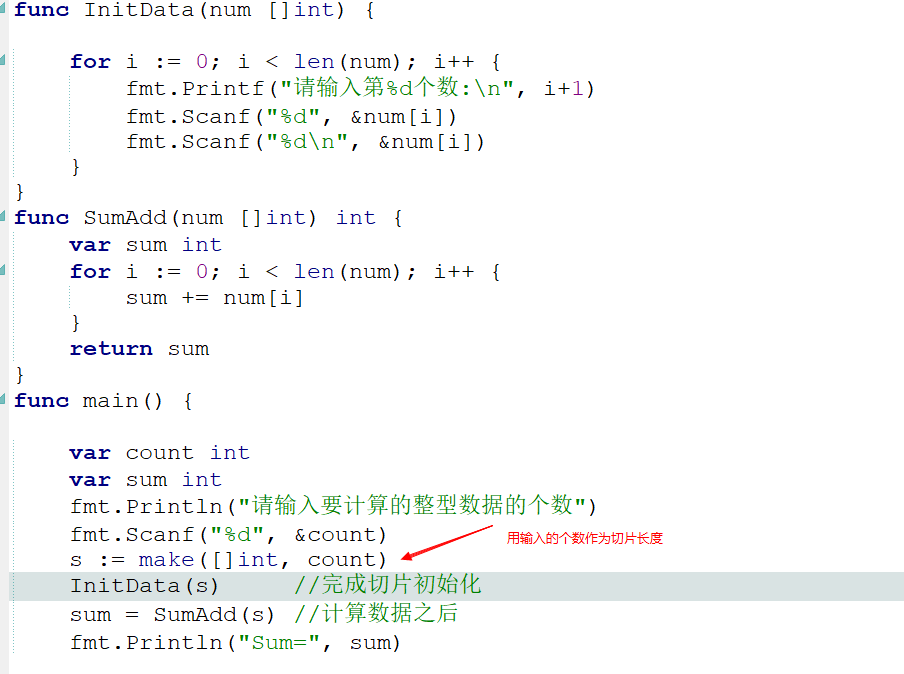 func InitData(num []int) {
for i := 0; i < len(num); i++ {
fmt.Printf("请输入第%d个数:\n", i+1)
fmt.Scanf("%d", &num[i])
fmt.Scanf("%d\n", &num[i])
}
}
func SumAdd(num []int) int {
var sum int
for i := 0; i < len(num); i++ {
sum += num[i]
}
return sum
}
func main() {
var count int
var sum int
fmt.Println("请输入要计算的整型数据的个数")
fmt.Scanf("%d", &count)
用输入的个数作为切片长度
s := make([]int, count)
InitData(s) //完成切片初始化
sum = SumAdd(s) //计算数据之后
fmt.Println("Sum=", sum)